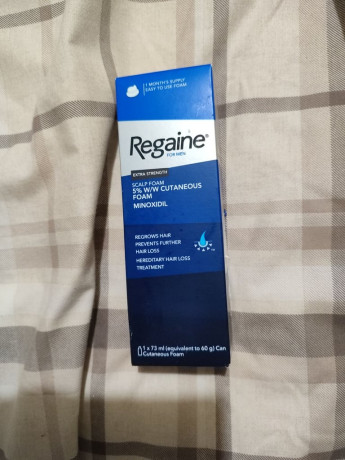 1 MONTH'S SUPPLY
EASY TO USE FOAM
Regaine®
FOR MEN
EXTRA STRENGTH
SCALP FOAM
5% W/W CUTANEOUS
FOAM
MINOXIDIL
REGROWS HAIR
PREVENTS FURTHER
HAIR LOSS
HEREDITARY HAIR LOSS
TREATMENT
1 x 73 ml (equivalent to 60 g) Can
Cutaneous Foam